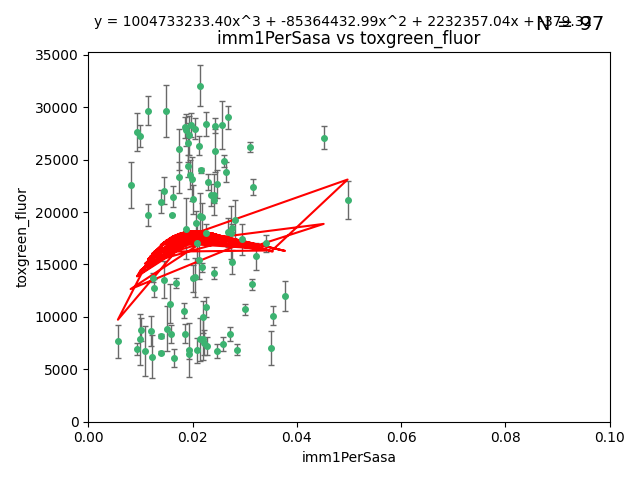 y = 1004733233.40x^3 + -85364432.99x^2 + 2232357.04x +
N = 97
imm1PerSasa vs toxgreen_fluor
35000
30000
25000
20000
15000
10000
5000
0
toxgreen_fluor
0.00 0.02 0.04 0.06 0.08 0.10
imm1PerSasa